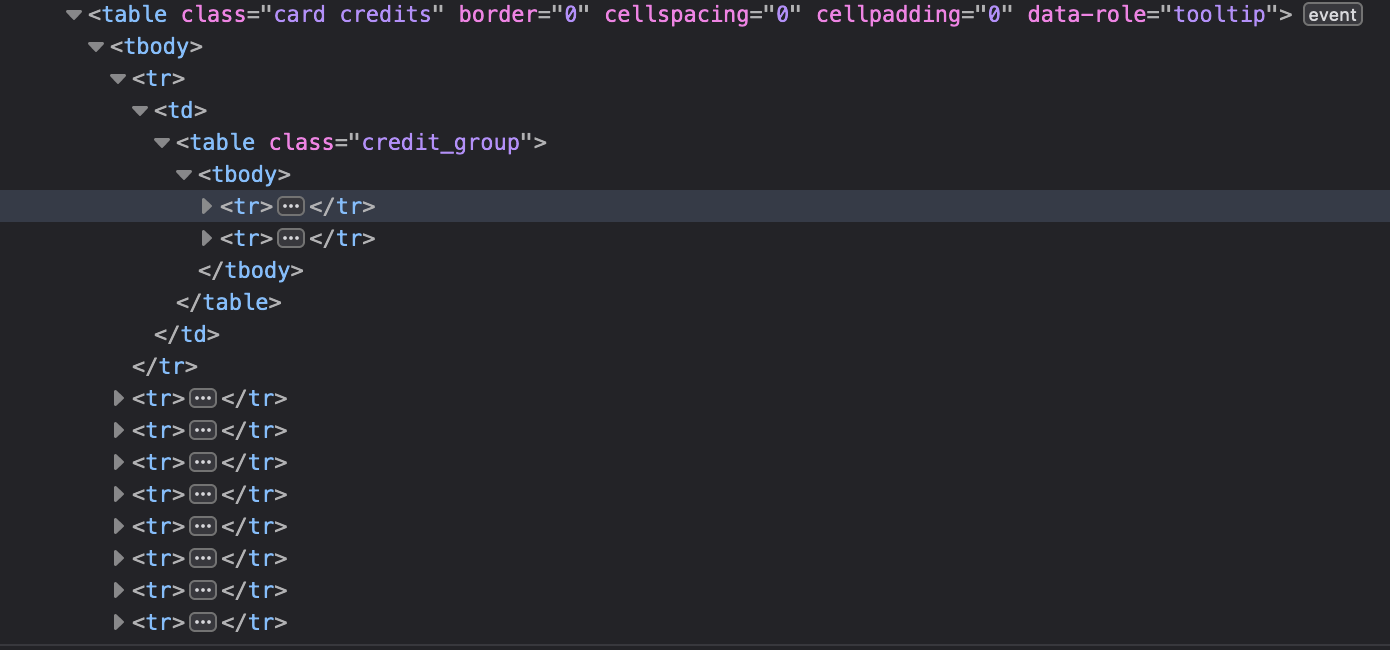 <table class="card credits" border="0" cellspacing="0" cellpadding="0" data-role="tooltip"> event
<tbody>
<tr>
<td>
<table class="credit_group">
<tbody>
<tr>•••</tr>
<tr>•••</tr>
</tbody>
</table>
</td>
</tr>
<tr>•••</tr>
<tr>•••</tr>
<tr>•••</tr>
<tr>•••</tr>
<tr>•••</tr>
<tr>•••</tr>
<tr>•••</tr>
<tr>•••</tr>